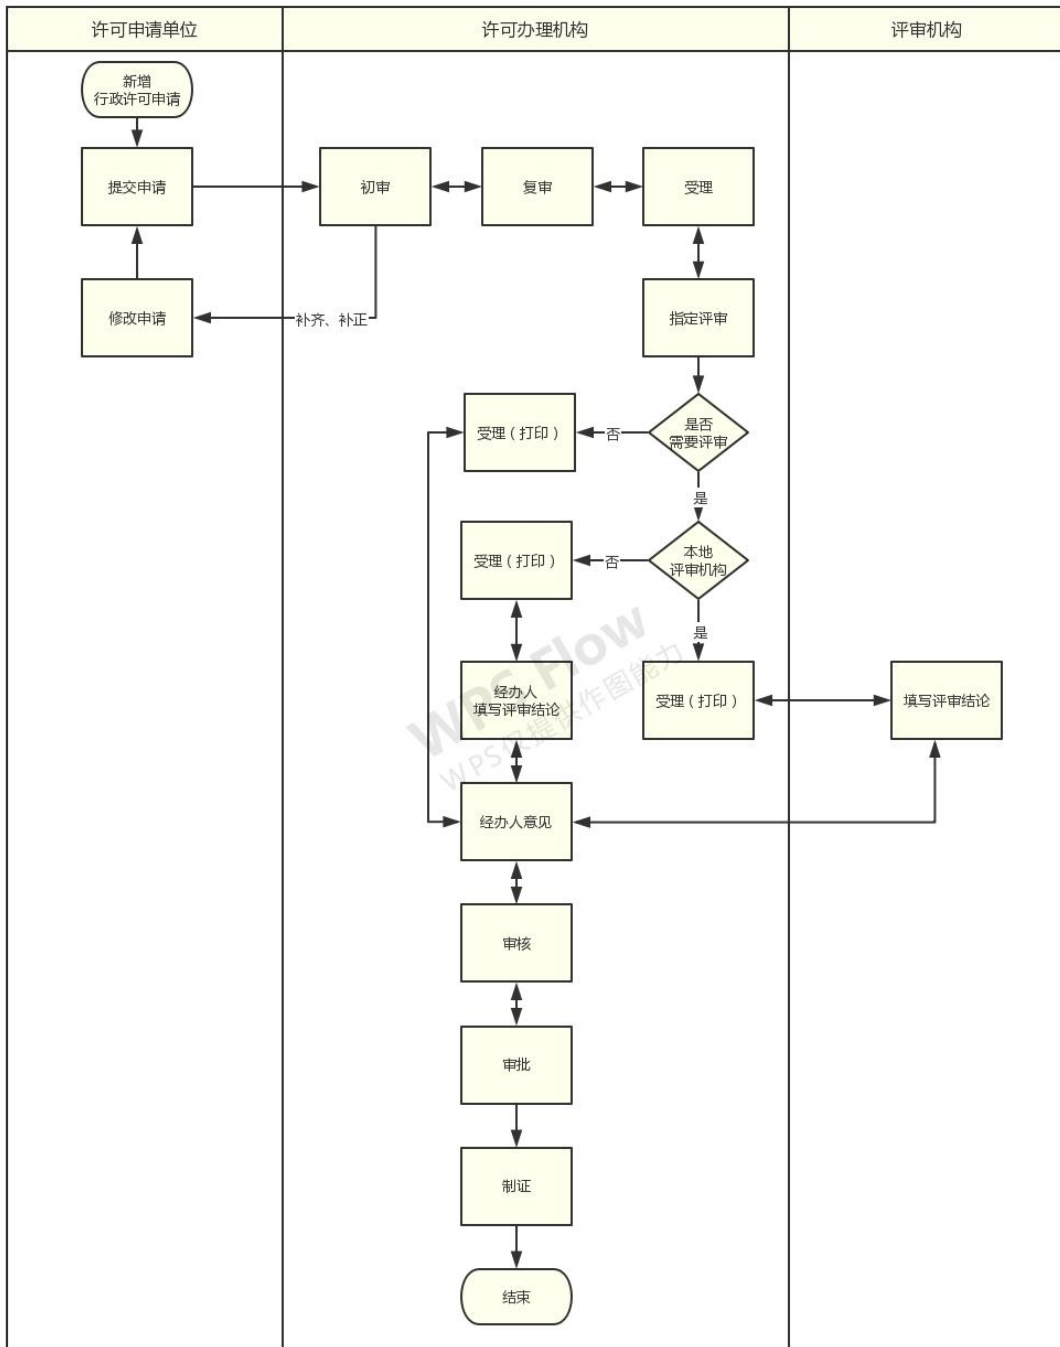 许可申请单位
许可办理机构
评审机构
新增
行政许可申请
提交申请
初审
复审
受理
修改申请
补齐、补正
指定评审
受理（打印）
否
是否
需要评审
是
受理（打印）
否
本地
评审机构
是
经办人
填写评审结论
受理（打印）
填写评审结论
WPS Flow
WPS仅提供作图能力
经办人意见
审核
审批
制证
结束